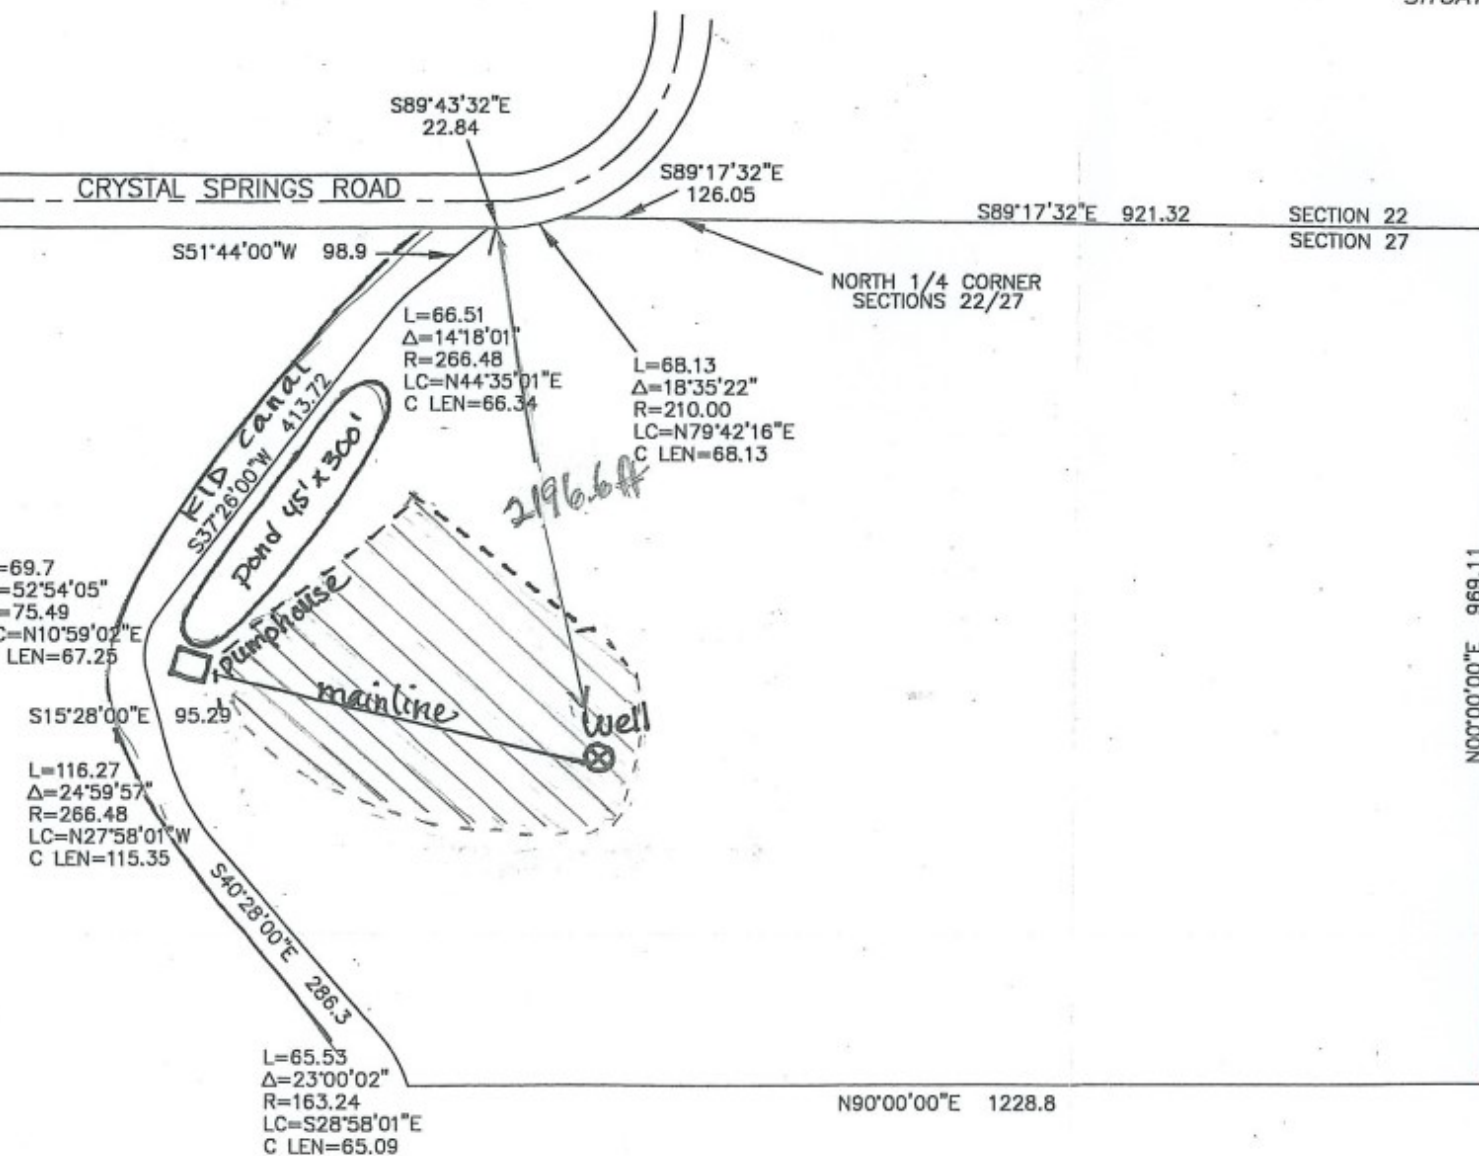 S89°43'32"E
22.84
CRYSTAL SPRINGS ROAD
S89°17'32"E
126.05
S89°17'32"E 921.32
SECTION 22
SECTION 27
S51°44'00"W 98.9
NORTH 1/4 CORNER
SECTIONS 22/27
L=66.51
Δ=14°18'01"
R=266.48
LC=N44°35'01"E
C LEN=66.34
L=68.13
Δ=18°35'22"
R=210.00
LC=N79°42'16"E
C LEN=68.13
KID Canal
S37°26'00"W 413.72
Pond 45' x 300'
2196.6 ft
=69.7
=52°54'05"
=75.49
C=N10°59'02"E
LEN=67.25
pumphouse
mainline
well
S15°28'00"E 95.29
L=116.27
Δ=24°59'57"
R=266.48
LC=N27°58'01"W
C LEN=115.35
S40°28'00"E 286.3
L=65.53
Δ=23°00'02"
R=163.24
LC=S28°58'01"E
C LEN=65.09
N90°00'00"E 1228.8
N00°00'00"E 969.11